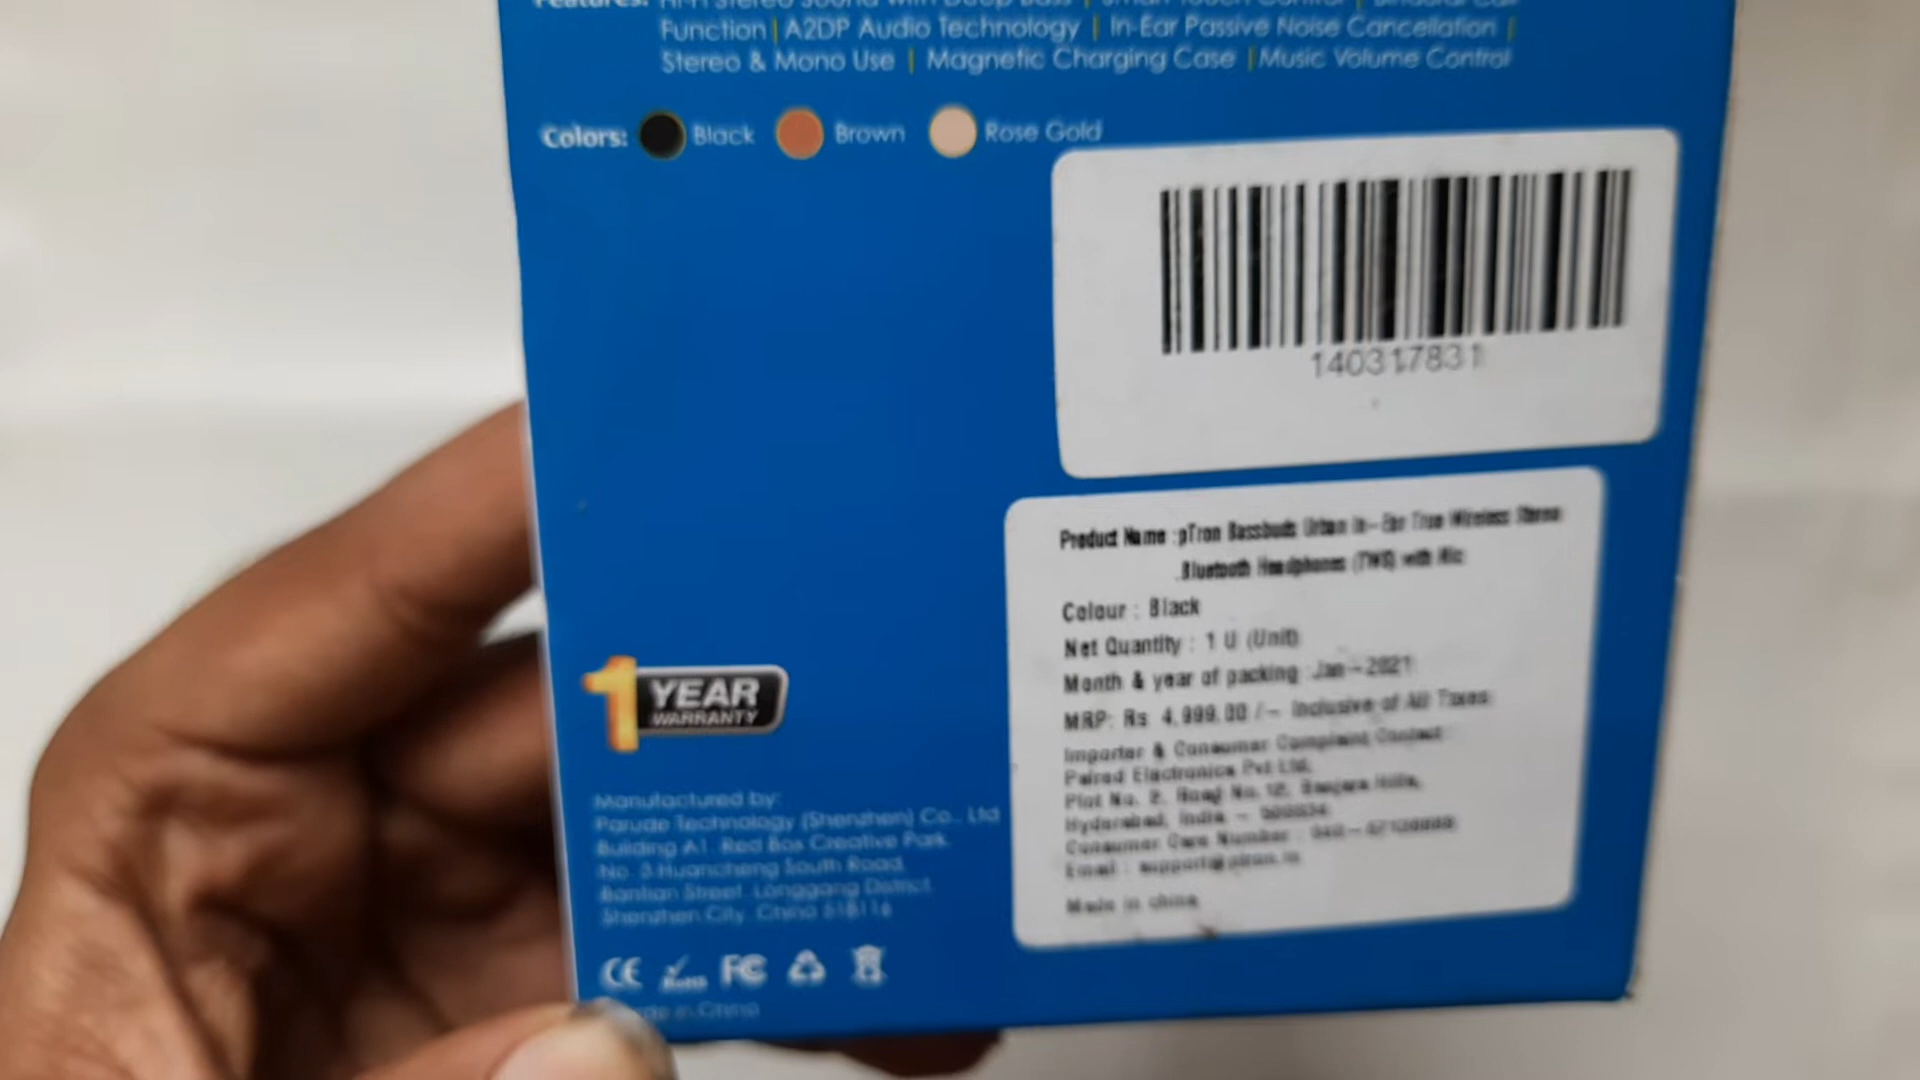 Features: Hi-Fi Stereo Sound with Deep Bass | Smart Touch Control | Binaural Call
Function | A2DP Audio Technology | In-Ear Passive Noise Cancellation |
Stereo & Mono Use | Magnetic Charging Case | Music Volume Control
Colors: Black Brown Rose Gold
140317831
Product Name :pTron Bassbuds Urban In-Ear True Wireless Stereo
Bluetooth Headphones (TWS) with Mic
Colour : Black
Net Quantity : 1 U (Unit)
Month & year of packing :Jan-2021
MRP: Rs. 4,999.00 /- Inclusive of All Taxes
Importer & Consumer Complaint Contact:
Palred Electronics Pvt Ltd,
Plot No. 2, Road No. 12, Banjara Hills,
Hyderabad, India - 500034
Consumer Care Number :
Email : support@ptron.in
Made in china
1 YEAR
WARRANTY
Manufactured by:
Parude Technology (Shenzhen) Co., Ltd
Building A1, Red Box Creative Park,
No. 3 Huancheng South Road,
Bantian Street, Longgang District,
Shenzhen City, China 518116
CE RoHS FC
in China